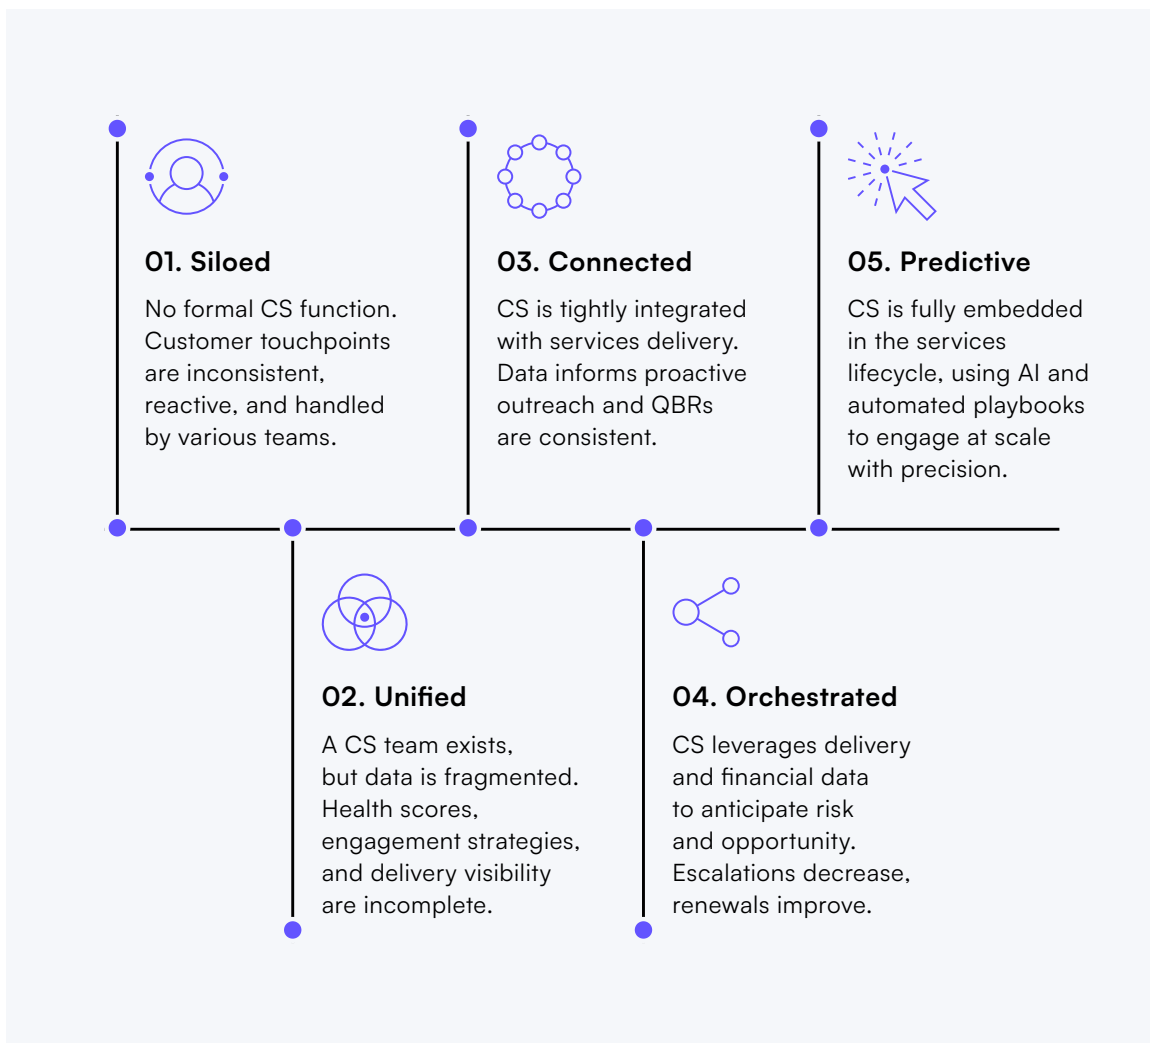 01. Siloed
No formal CS function.
Customer touchpoints
are inconsistent,
reactive, and handled
by various teams.
02. Unified
A CS team exists,
but data is fragmented.
Health scores,
engagement strategies,
and delivery visibility
are incomplete.
03. Connected
CS is tightly integrated
with services delivery.
Data informs proactive
outreach and QBRs
are consistent.
04. Orchestrated
CS leverages delivery
and financial data
to anticipate risk
and opportunity.
Escalations decrease,
renewals improve.
05. Predictive
CS is fully embedded
in the services
lifecycle, using AI and
automated playbooks
to engage at scale
with precision.